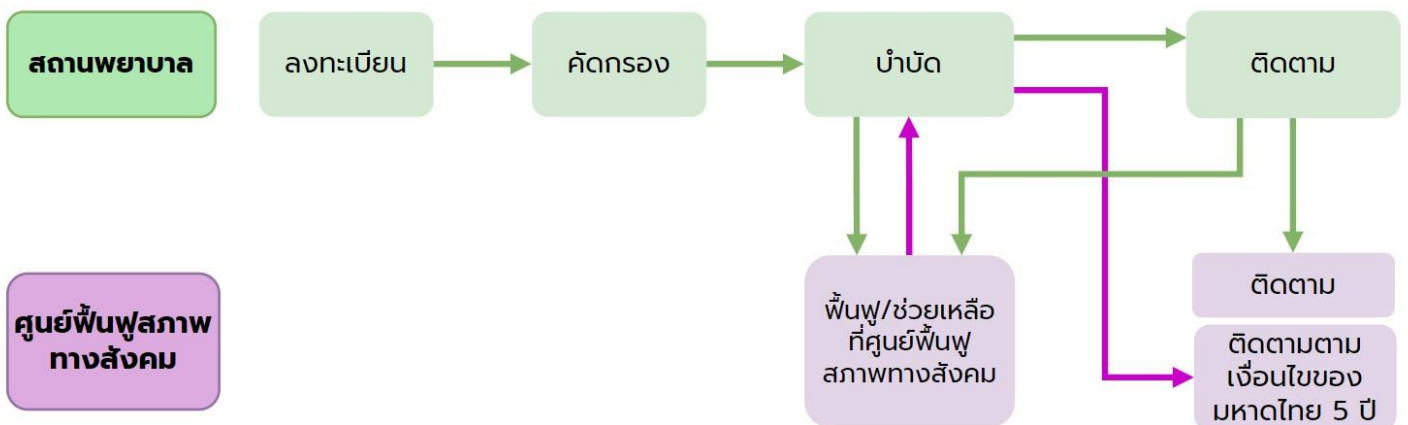 สถานพยาบาล
ลงทะเบียน
คัดกรอง
บำบัด
ติดตาม
ศูนย์ฟื้นฟูสภาพ
ทางสังคม
ฟื้นฟู/ช่วยเหลือ
ที่ศูนย์ฟื้นฟู
สภาพทางสังคม
ติดตาม
ติดตามตาม
เงื่อนไขของ
มหาดไทย 5 ปี